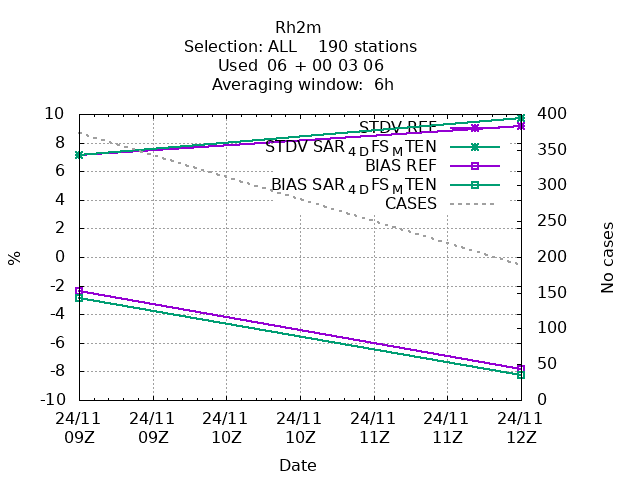 Rh2m
Selection: ALL    190 stations
Used  06 + 00 03 06
Averaging window:  6h
10
8
6
4
2
0
-2
-4
-6
-8
-10
%
STDV REF
STDV SAR4DFSMTEN
BIAS REF
BIAS SAR4DFSMTEN
CASES
400
350
300
250
200
150
100
50
0
No cases
24/11 24/11 24/11 24/11 24/11 24/11 24/11
09Z 09Z 10Z 10Z 11Z 11Z 12Z
Date